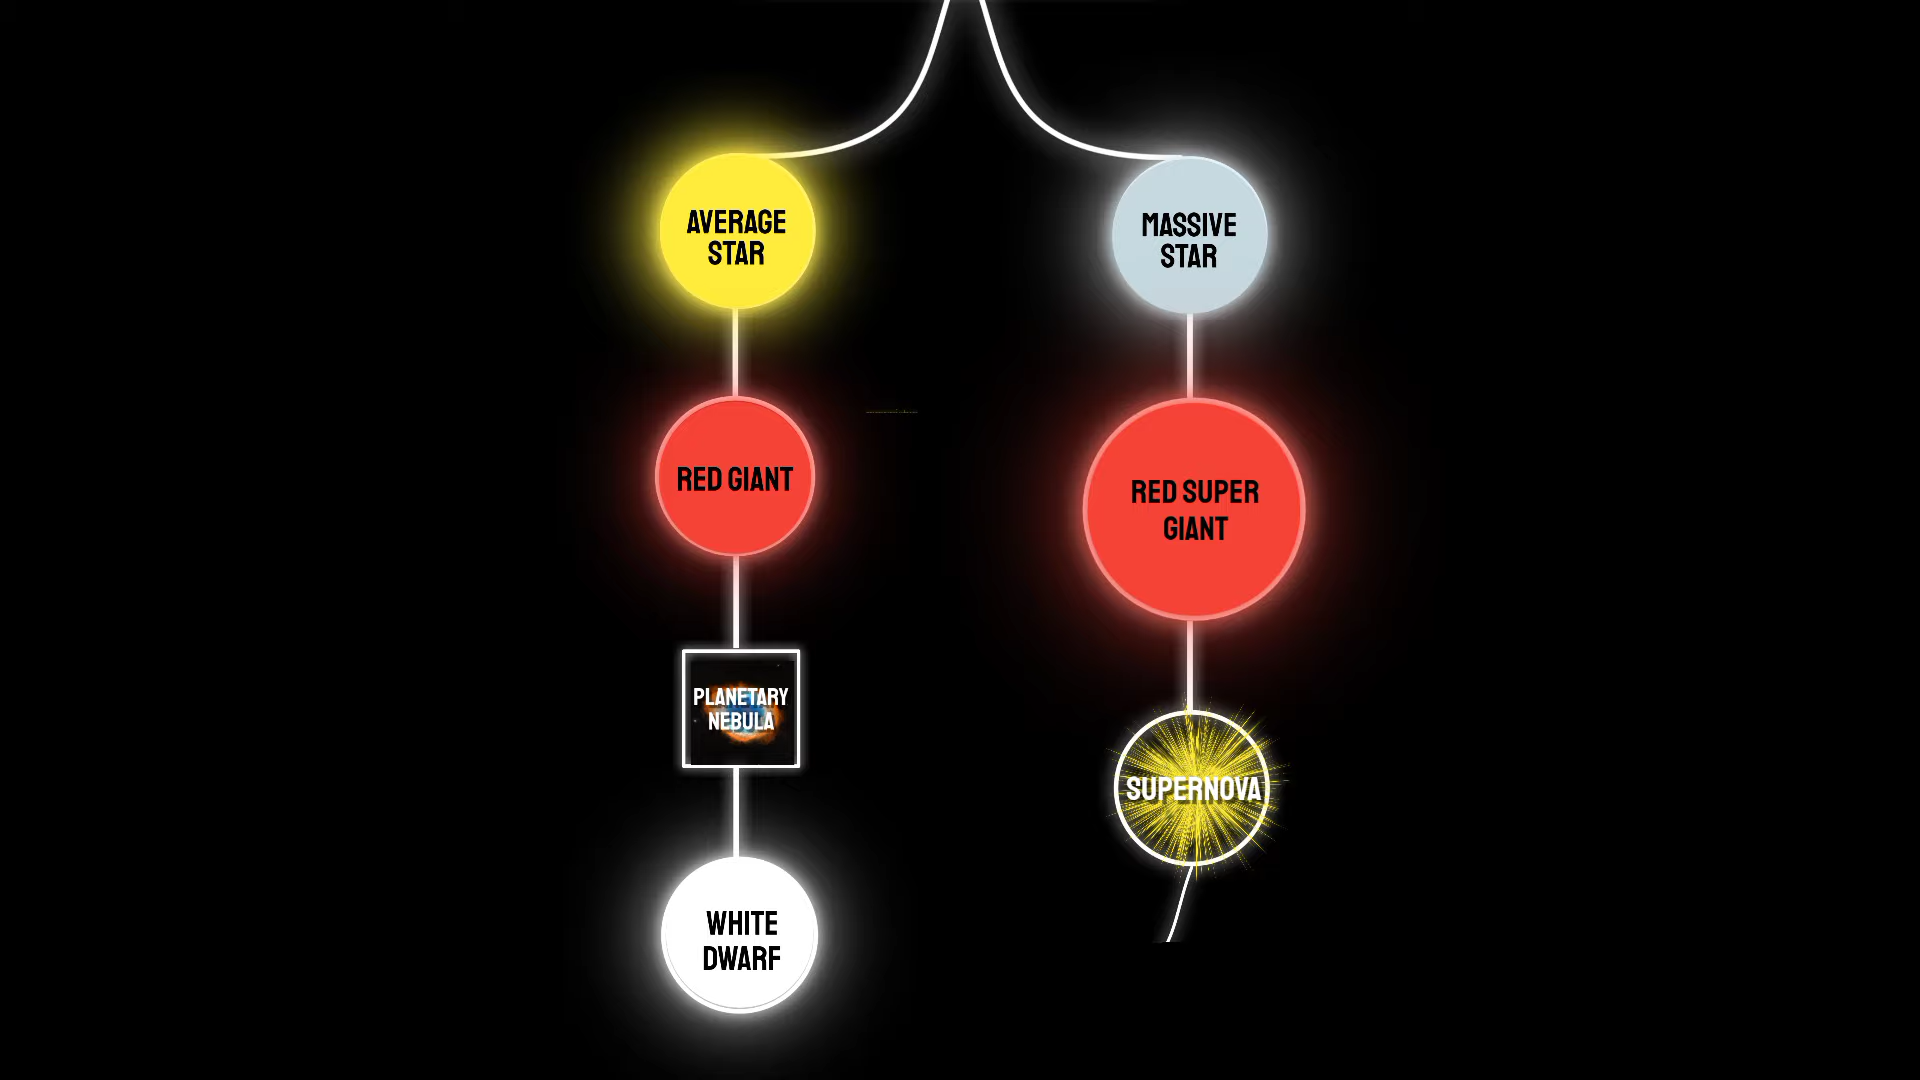 AVERAGE
STAR
MASSIVE
STAR
RED GIANT
RED SUPER
GIANT
PLANETARY
NEBULA
SUPERNOVA
WHITE
DWARF